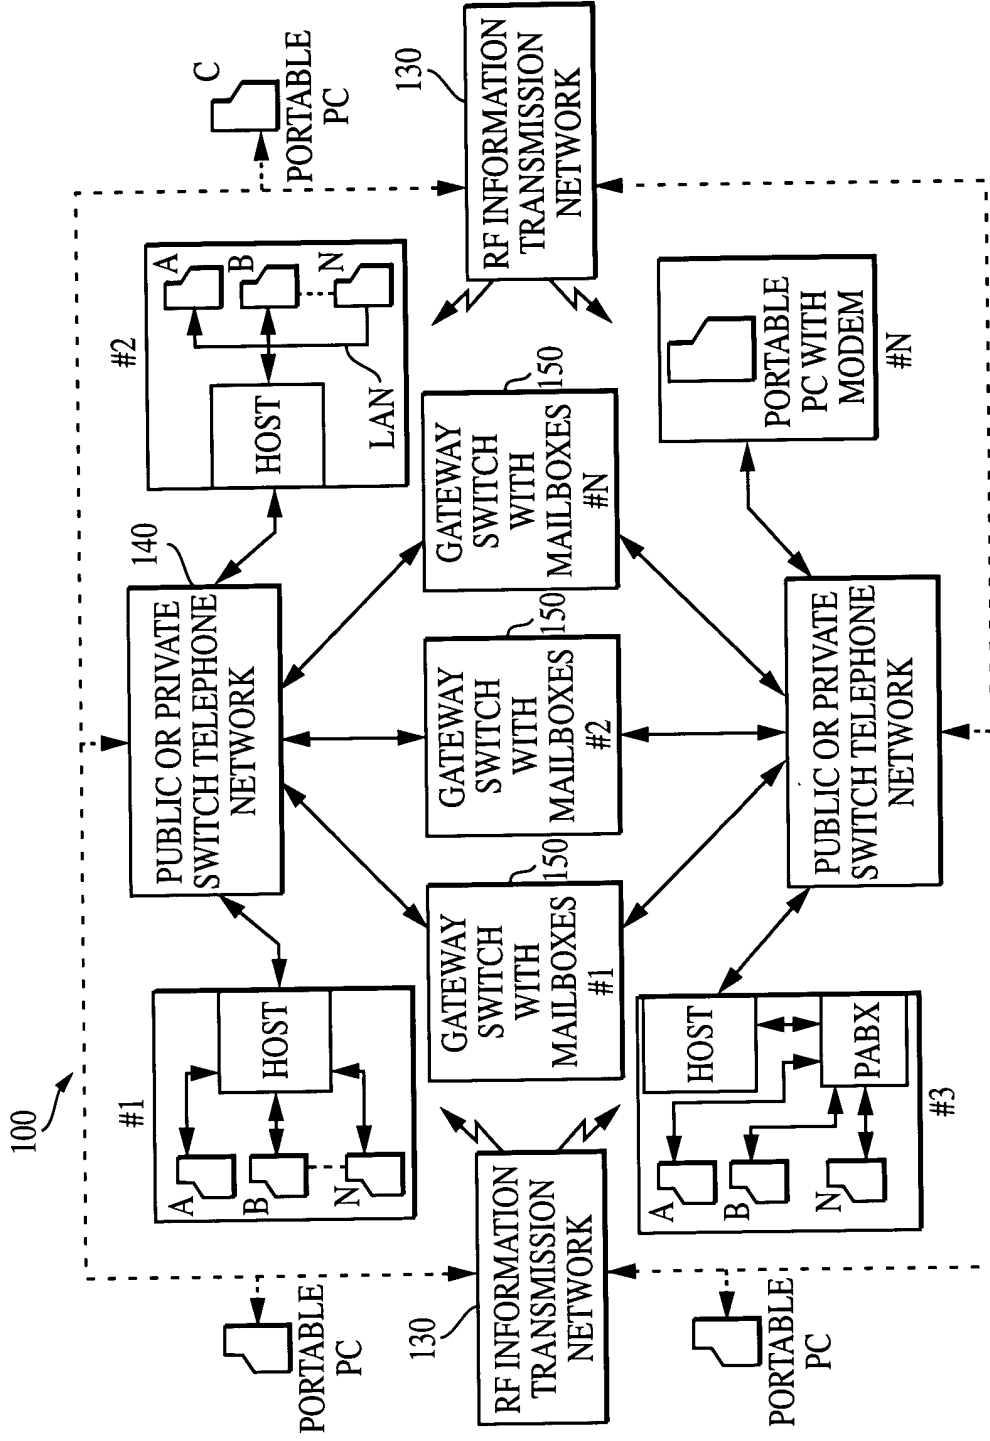 100
#1
A
B
N
HOST
PUBLIC OR PRIVATE
SWITCH TELEPHONE
NETWORK
140
#2
HOST
A
B
N
LAN
C
PORTABLE
PC
PORTABLE
PC
RF INFORMATION
TRANSMISSION
NETWORK
130
GATEWAY
SWITCH
WITH
MAILBOXES
#1
150
GATEWAY
SWITCH
WITH
MAILBOXES
#2
150
GATEWAY
SWITCH
WITH
MAILBOXES
#N
150
RF INFORMATION
TRANSMISSION
NETWORK
130
PORTABLE
PC
A
B
N
HOST
PABX
#3
PUBLIC OR PRIVATE
SWITCH TELEPHONE
NETWORK
PORTABLE
PC WITH
MODEM
#N